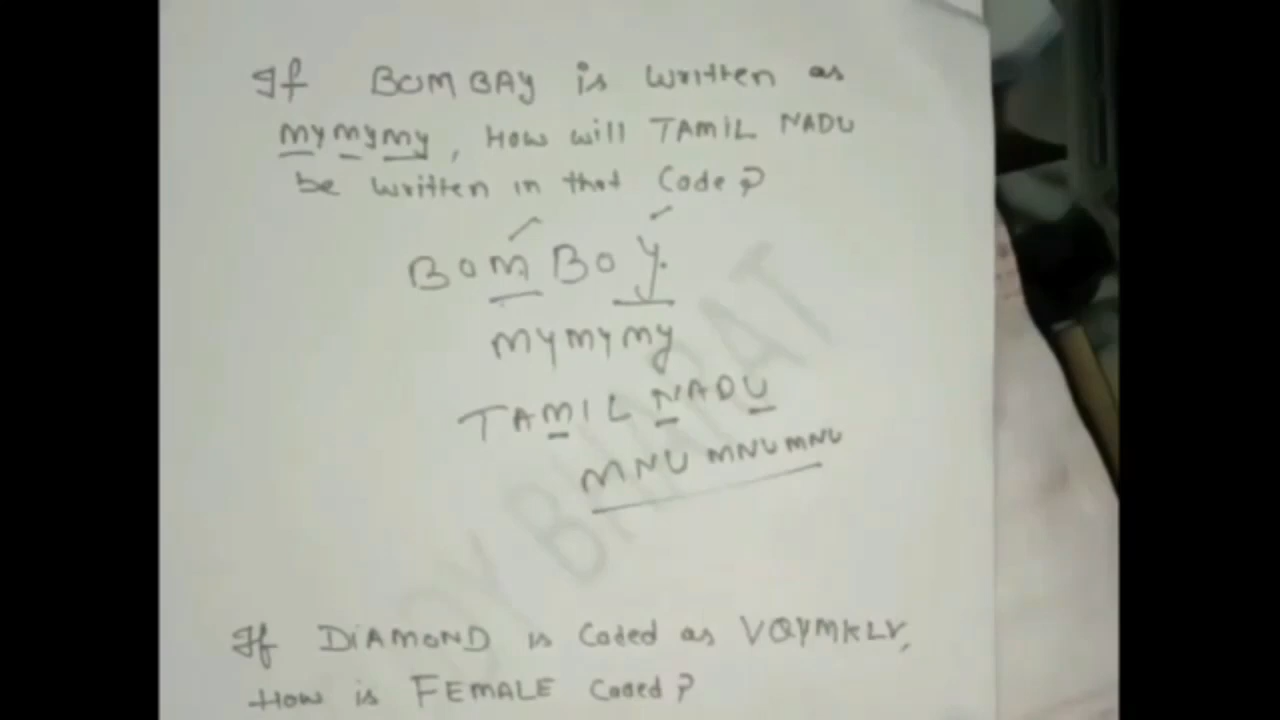 If BOMBAY is written as
mymymy, How will TAMIL NADU
be written in that Code?
BomBoy
mymymy
TAMIL NADU
MNU MNUMNU
If DIAMOND is Coded as VQYMKLV,
How is FEMALE Coded?